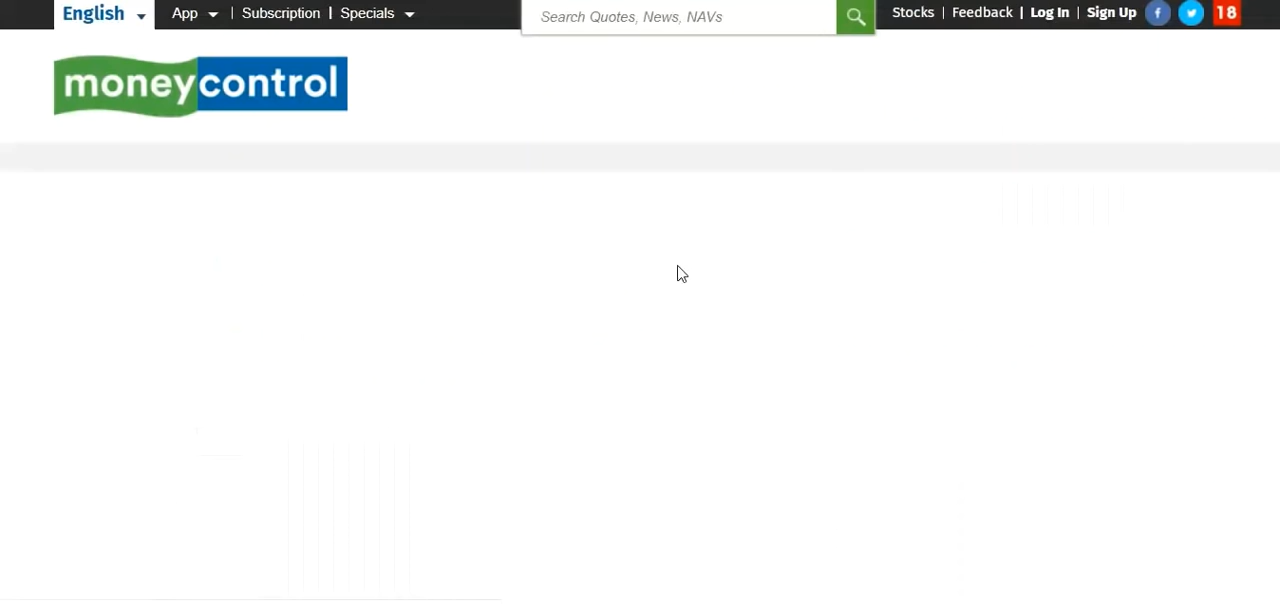 English App | Subscription | Specials Search Quotes, News, NAVs Stocks | Feedback | Log In | Sign Up f 18
moneycontrol